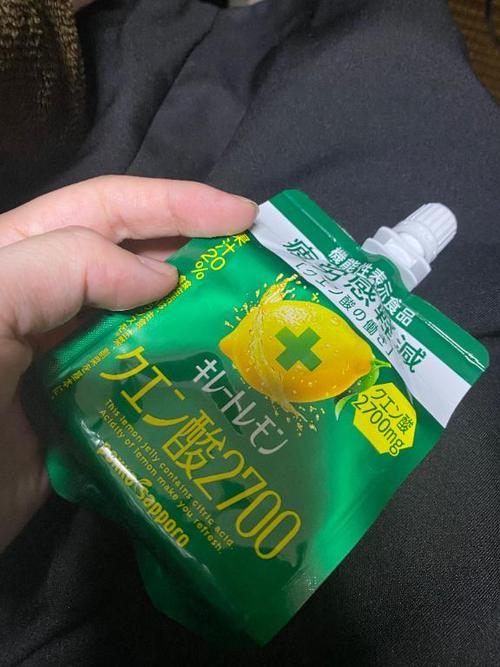 機能性表示食品
疲労感軽減
［クエン酸の働き］
果汁20%
クエン酸
2700mg
キレートレモン
クエン酸2700
This lemon jelly contains citric acid.
Acidity of lemon make you refresh.
Sapporo